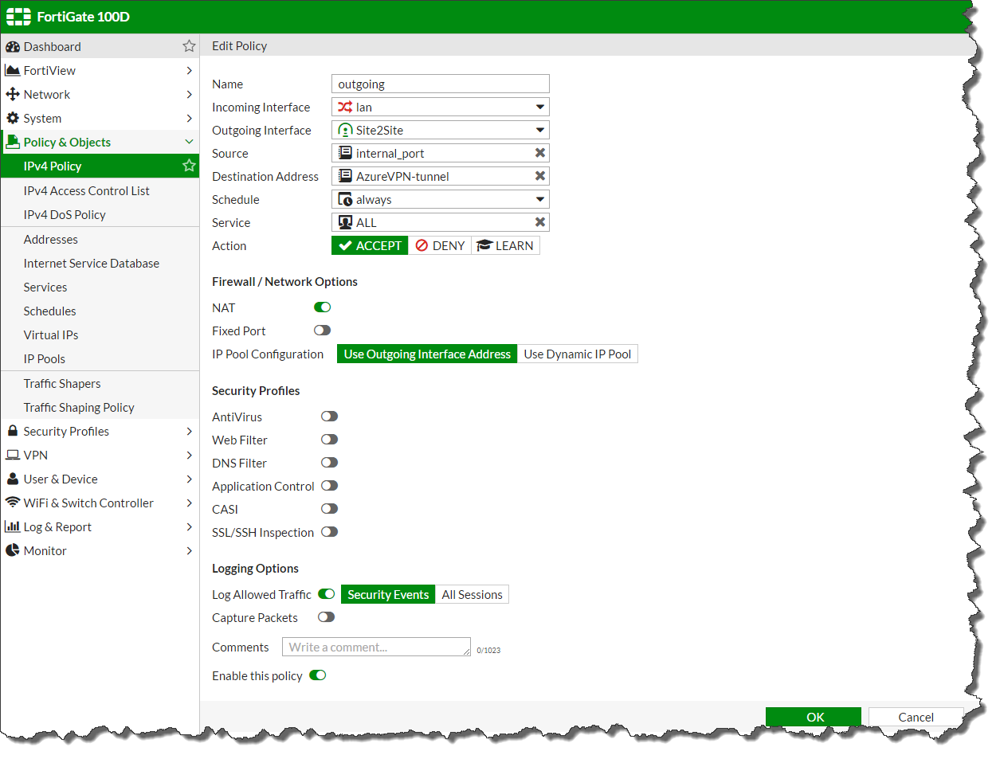 FortiGate 100D
Dashboard
FortiView
Network
System
Policy & Objects
IPv4 Policy
IPv4 Access Control List
IPv4 DoS Policy
Addresses
Internet Service Database
Services
Schedules
Virtual IPs
IP Pools
Traffic Shapers
Traffic Shaping Policy
Security Profiles
VPN
User & Device
WiFi & Switch Controller
Log & Report
Monitor
Edit Policy
Name outgoing
Incoming Interface lan
Outgoing Interface Site2Site
Source internal_port
Destination Address AzureVPN-tunnel
Schedule always
Service ALL
Action ACCEPT DENY LEARN
Firewall / Network Options
NAT
Fixed Port
IP Pool Configuration Use Outgoing Interface Address Use Dynamic IP Pool
Security Profiles
AntiVirus
Web Filter
DNS Filter
Application Control
CASI
SSL/SSH Inspection
Logging Options
Log Allowed Traffic Security Events All Sessions
Capture Packets
Comments Write a comment... 0/1023
Enable this policy
OK Cancel